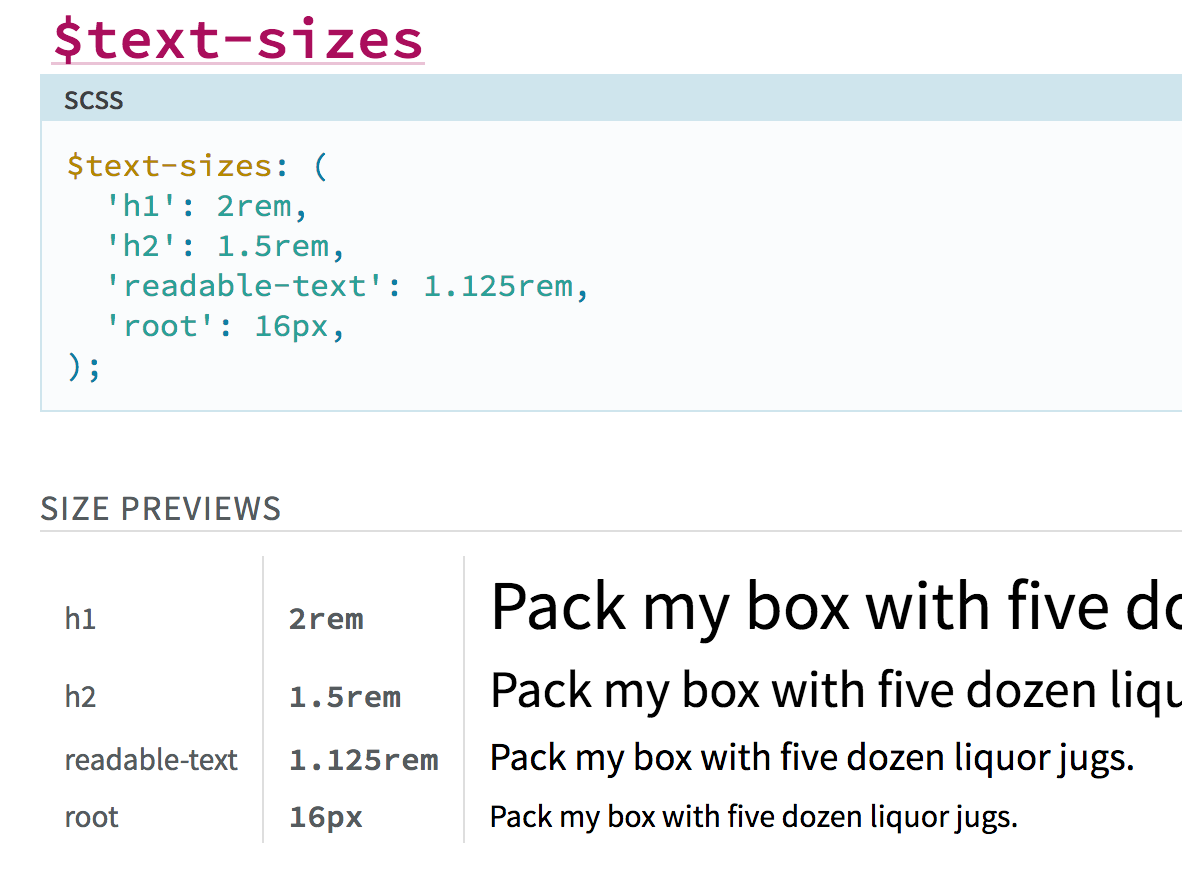 $text-sizes
SCSS
$text-sizes: (
  'h1': 2rem,
  'h2': 1.5rem,
  'readable-text': 1.125rem,
  'root': 16px,
);
SIZE PREVIEWS
h1 2rem Pack my box with five do
h2 1.5rem Pack my box with five dozen liqu
readable-text 1.125rem Pack my box with five dozen liquor jugs.
root 16px Pack my box with five dozen liquor jugs.